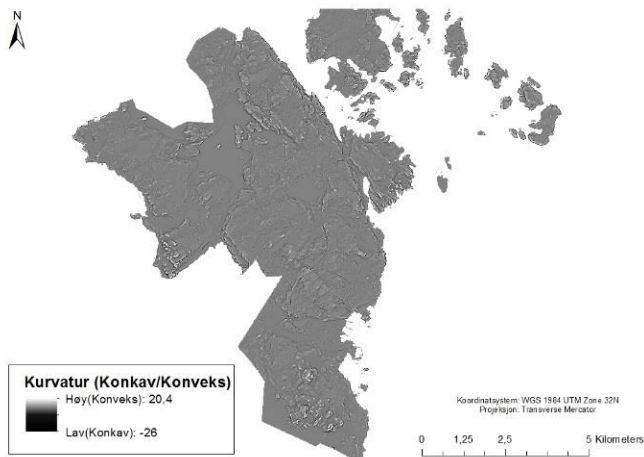 N
Kurvatur (Konkav/Konveks)
Høy(Konveks): 20,4
Lav(Konkav): -26
Koordinatsystem: WGS 1984 UTM Zone 32N
Projeksjon: Transverse Mercator
0 1,25 2,5 5 Kilometers